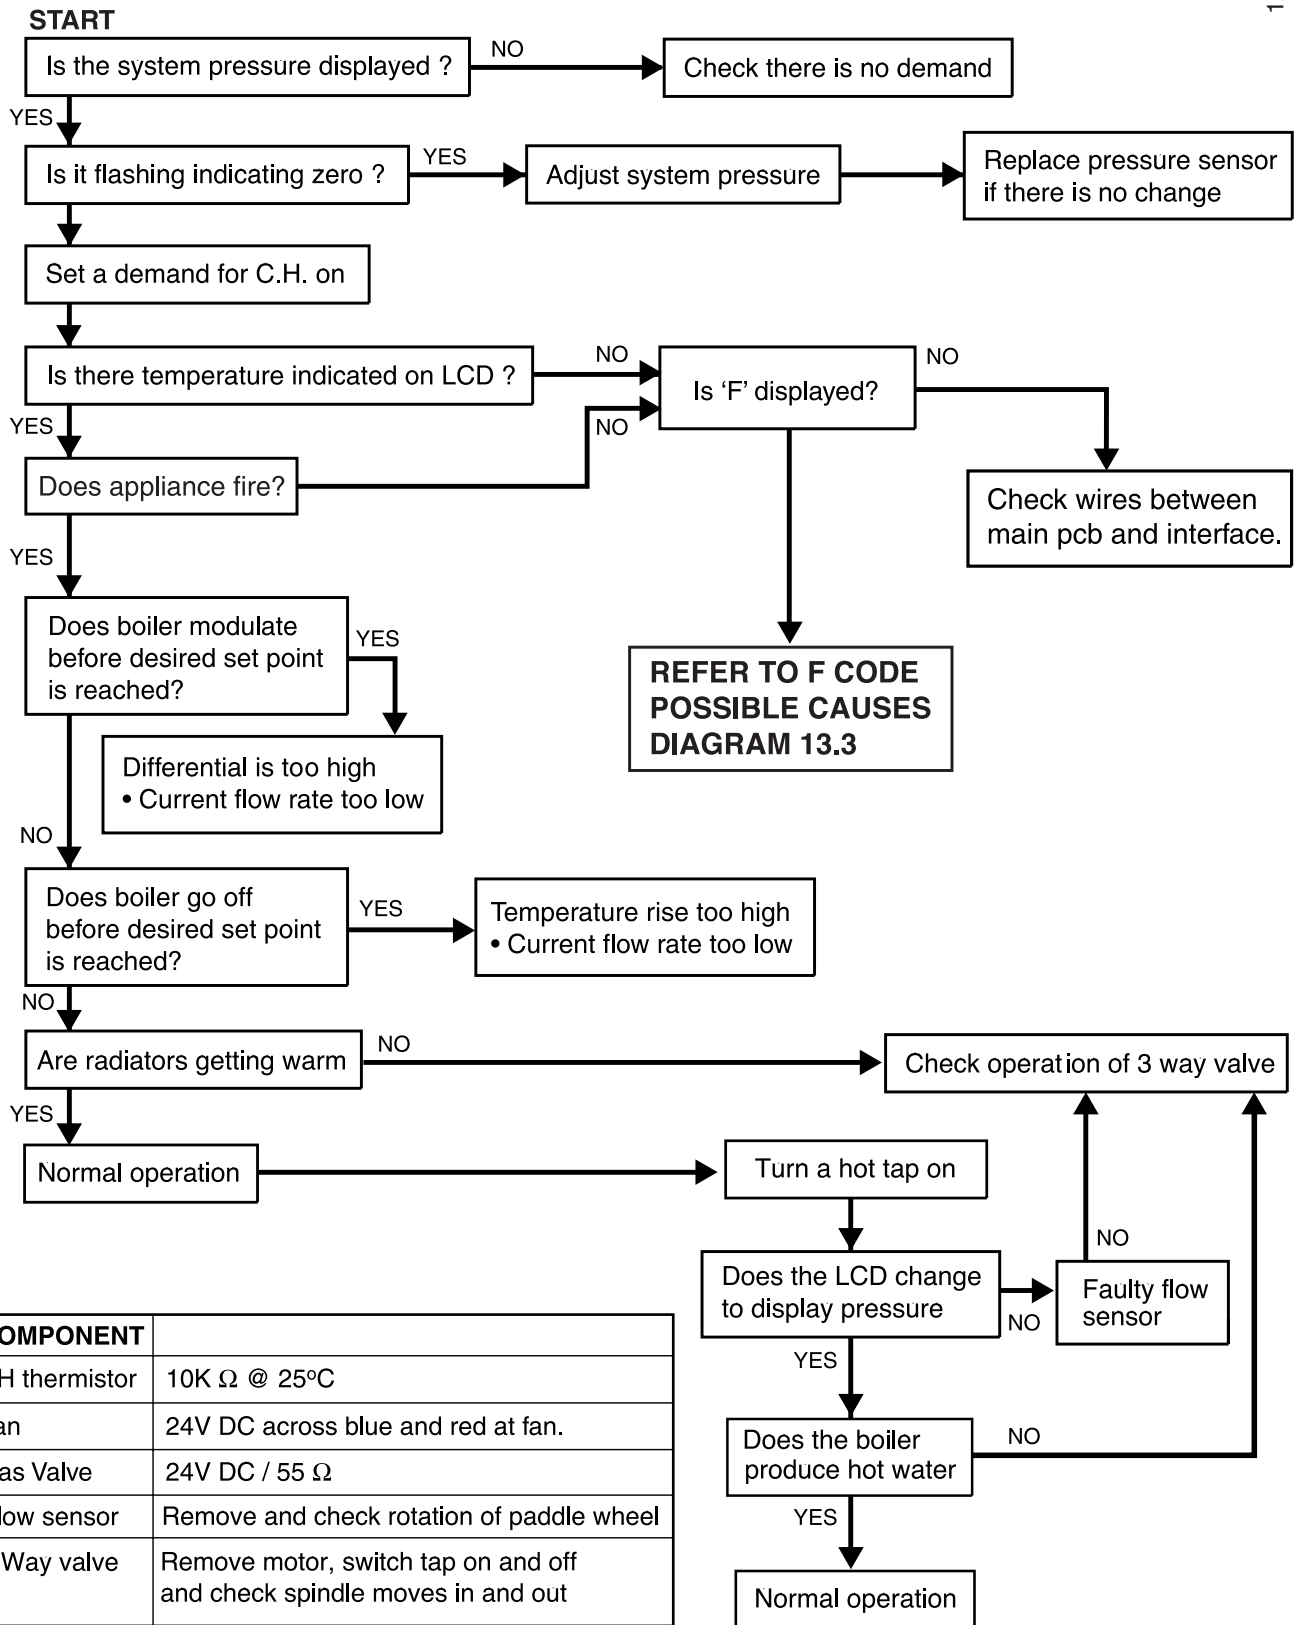 START
Is the system pressure displayed ?
NO
Check there is no demand
YES
Is it flashing indicating zero ?
YES
Adjust system pressure
Replace pressure sensor
if there is no change
Set a demand for C.H. on
Is there temperature indicated on LCD ?
NO
Is ‘F’ displayed?
NO
YES
NO
Does appliance fire?
Check wires between
main pcb and interface.
YES
Does boiler modulate
before desired set point
is reached?
YES
REFER TO F CODE
POSSIBLE CAUSES
DIAGRAM 13.3
Differential is too high
• Current flow rate too low
NO
Does boiler go off
before desired set point
is reached?
YES
Temperature rise too high
• Current flow rate too low
NO
Are radiators getting warm
NO
Check operation of 3 way valve
YES
Normal operation
Turn a hot tap on
NO
Does the LCD change
to display pressure
NO
Faulty flow
sensor
YES
Does the boiler
produce hot water
NO
YES
Normal operation
OMPONENT
H thermistor 10K Ω @ 25ºC
an 24V DC across blue and red at fan.
as Valve 24V DC / 55 Ω
low sensor Remove and check rotation of paddle wheel
Way valve Remove motor, switch tap on and off
and check spindle moves in and out